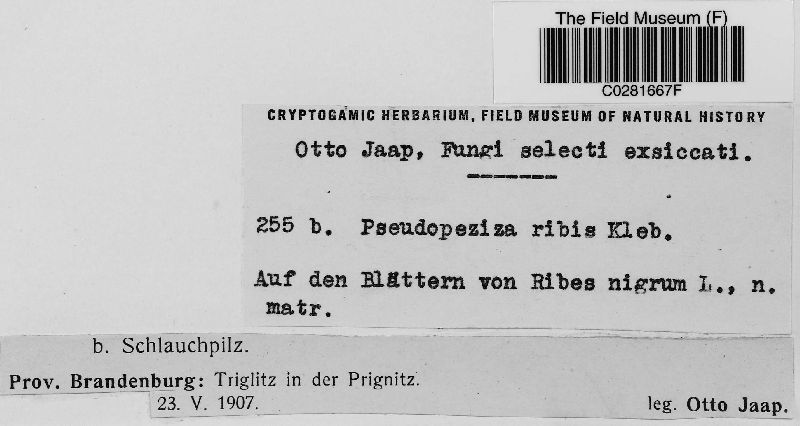 The Field Museum (F)
C0281667F
CRYPTOGAMIC HERBARIUM, FIELD MUSEUM OF NATURAL HISTORY
Otto Jaap, Fungi selecti exsiccati.
255 b. Pseudopeziza ribis Kleb.
Auf den Blättern von Ribes nigrum L., n.
matr.
b. Schlauchpilz.
Prov. Brandenburg: Triglitz in der Prignitz.
23. V. 1907. leg. Otto Jaap.